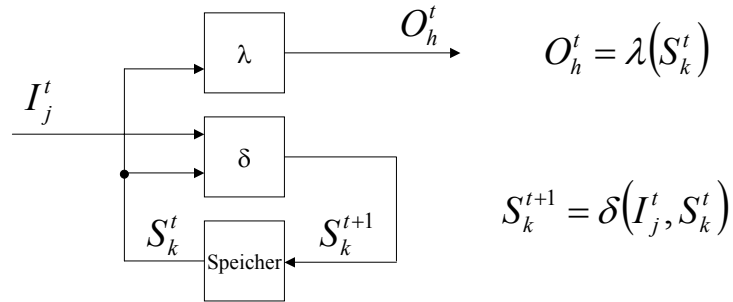 λ
O_h^t
O_h^t = λ(S_k^t)
I_j^t
δ
S_k^t
Speicher
S_k^{t+1}
S_k^{t+1} = δ(I_j^t, S_k^t)